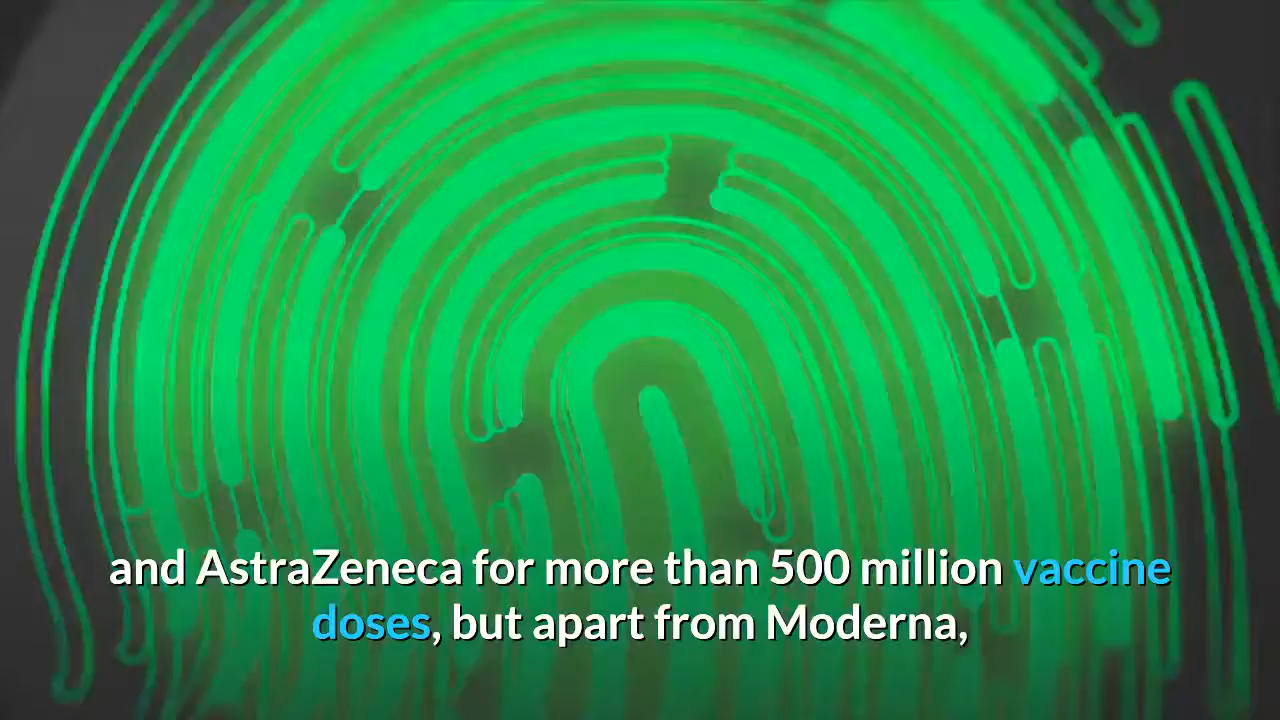 and AstraZeneca for more than 500 million vaccine
doses, but apart from Moderna,